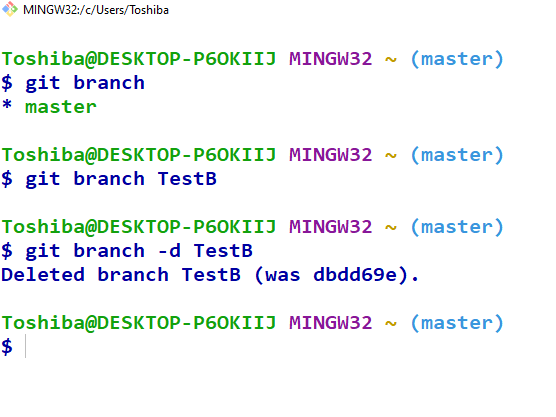 MINGW32:/c/Users/Toshiba
Toshiba@DESKTOP-P6OKIIJ MINGW32 ~ (master)
$ git branch
* master
Toshiba@DESKTOP-P6OKIIJ MINGW32 ~ (master)
$ git branch TestB
Toshiba@DESKTOP-P6OKIIJ MINGW32 ~ (master)
$ git branch -d TestB
Deleted branch TestB (was dbdd69e).
Toshiba@DESKTOP-P6OKIIJ MINGW32 ~ (master)
$